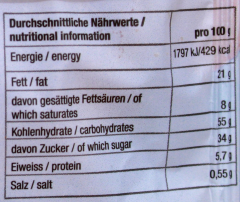 Durchschnittliche Nährwerte /
nutritional information pro 100 g
Energie / energy 1797 kJ/429 kcal
Fett / fat 21 g
davon gesättigte Fettsäuren / of
which saturates 8 g
Kohlenhydrate / carbohydrates 55 g
davon Zucker / of which sugar 34 g
Eiweiss / protein 5,7 g
Salz / salt 0,55 g